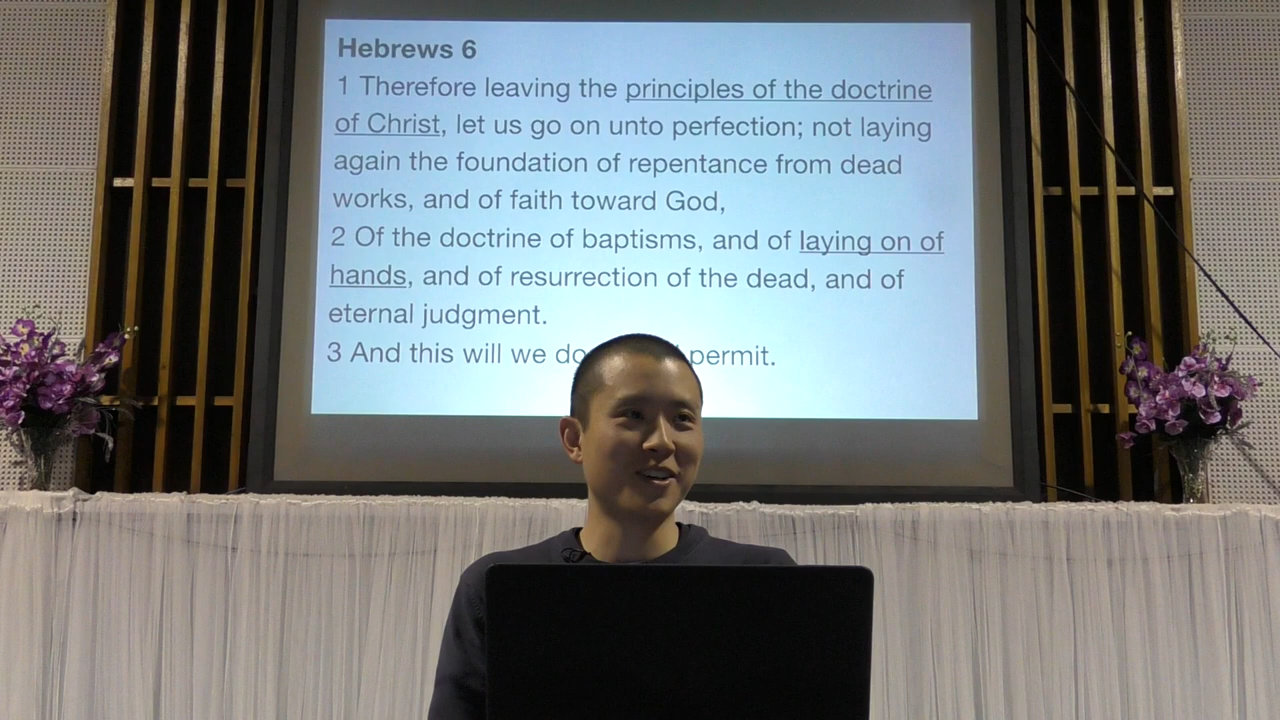 Hebrews 6
1 Therefore leaving the principles of the doctrine
of Christ, let us go on unto perfection; not laying
again the foundation of repentance from dead
works, and of faith toward God,
2 Of the doctrine of baptisms, and of laying on of
hands, and of resurrection of the dead, and of
eternal judgment.
3 And this will we do permit.